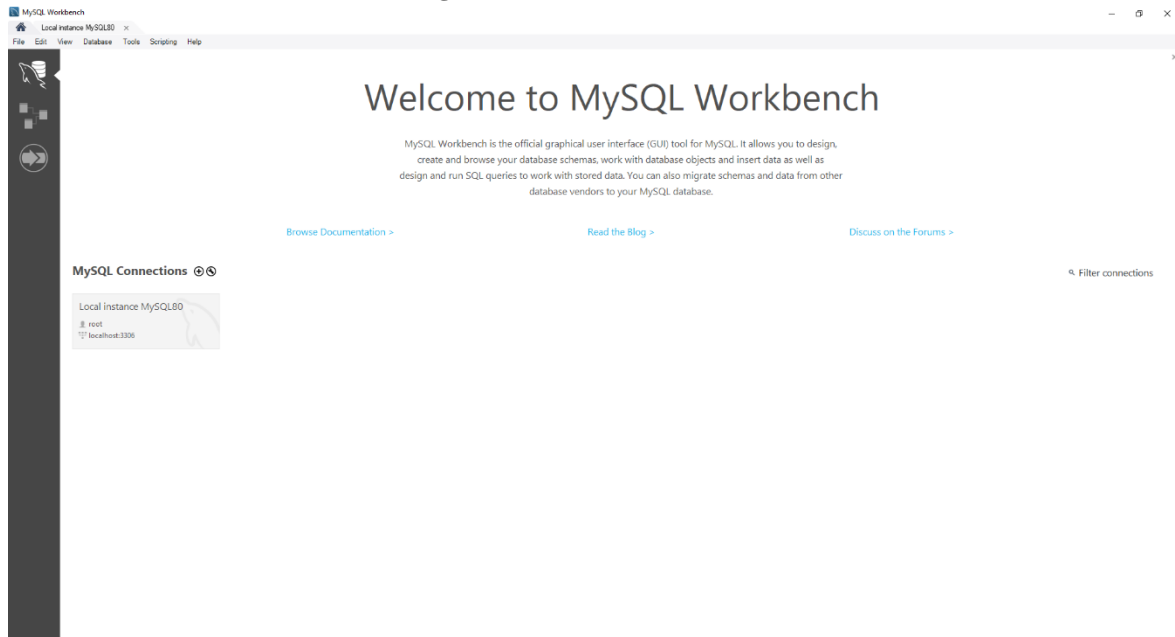 MySQL Workbench
Local instance MySQL80 ×
File Edit View Database Tools Scripting Help
Welcome to MySQL Workbench
MySQL Workbench is the official graphical user interface (GUI) tool for MySQL. It allows you to design,
create and browse your database schemas, work with database objects and insert data as well as
design and run SQL queries to work with stored data. You can also migrate schemas and data from other
database vendors to your MySQL database.
Browse Documentation > Read the Blog > Discuss on the Forums >
MySQL Connections Filter connections
Local instance MySQL80
root
localhost:3306